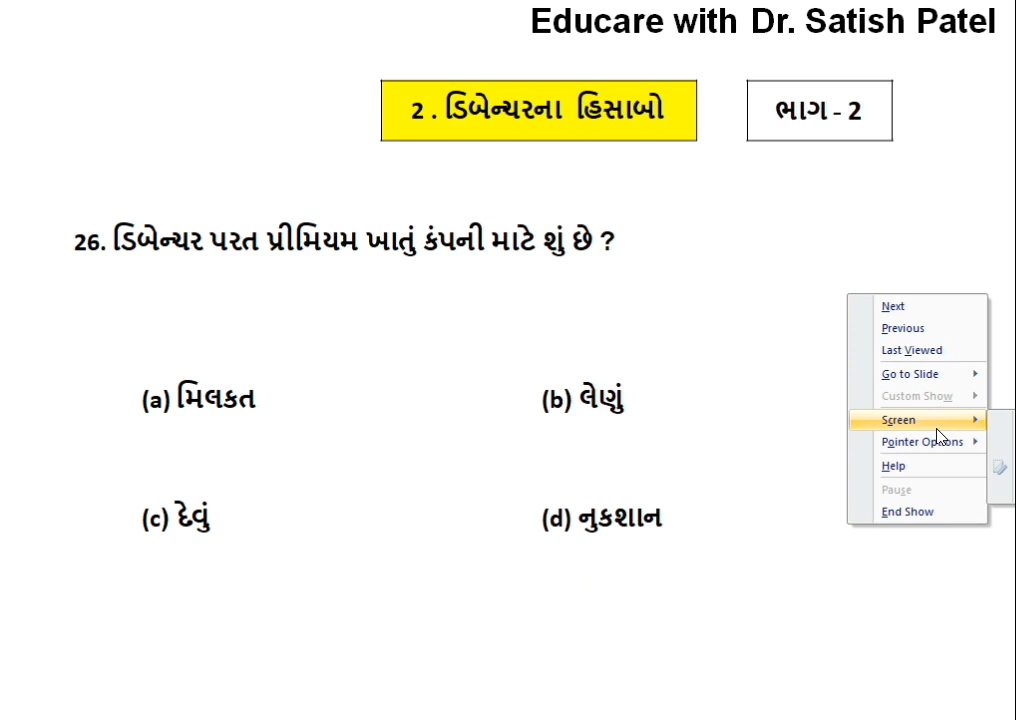 Educare with Dr. Satish Patel
2 . ડિબેન્ચરના હિસાબો
ભાગ - 2
26. ડિબેન્ચર પરત પ્રીમિયમ ખાતું કંપની માટે શું છે ?
(a) મિલકત
(b) લેણું
(c) દેવું
(d) નુકશાન
Next
Previous
Last Viewed
Go to Slide
Custom Show
Screen
Pointer Options
Help
Pause
End Show